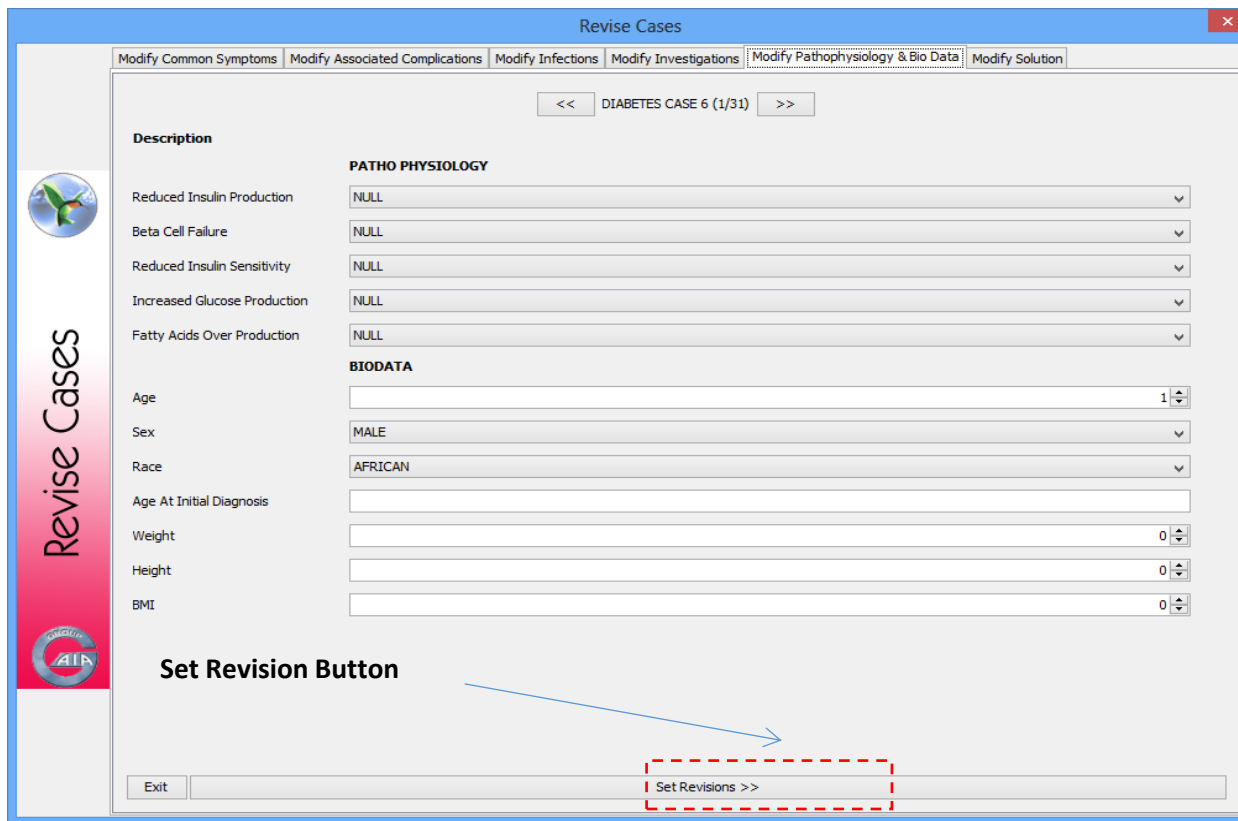 Revise Cases
Modify Common Symptoms Modify Associated Complications Modify Infections Modify Investigations Modify Pathophysiology & Bio Data Modify Solution
<< DIABETES CASE 6 (1/31) >>
Description
PATHO PHYSIOLOGY
Reduced Insulin Production NULL
Beta Cell Failure NULL
Reduced Insulin Sensitivity NULL
Increased Glucose Production NULL
Fatty Acids Over Production NULL
BIODATA
Age 1
Sex MALE
Race AFRICAN
Age At Initial Diagnosis
Weight 0
Height 0
BMI 0
Revise Cases
GAIA
Set Revision Button
Exit Set Revisions >>